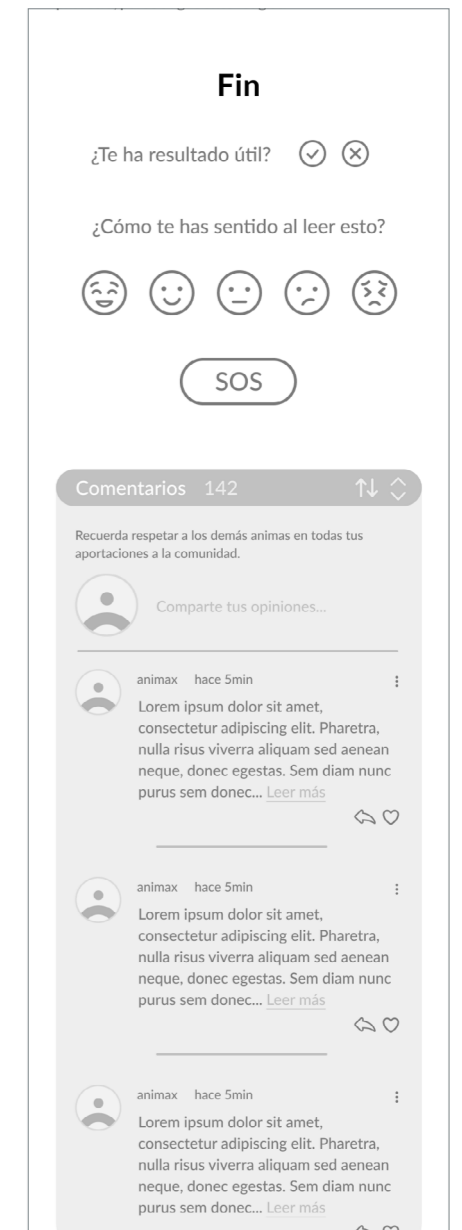 Fin
¿Te ha resultado útil?
¿Cómo te has sentido al leer esto?
SOS
Comentarios 142
Recuerda respetar a los demás animas en todas tus
aportaciones a la comunidad.
Comparte tus opiniones...
animax hace 5min
Lorem ipsum dolor sit amet,
consectetur adipiscing elit. Pharetra,
nulla risus viverra aliquam sed aenean
neque, donec egestas. Sem diam nunc
purus sem donec... Leer más
animax hace 5min
Lorem ipsum dolor sit amet,
consectetur adipiscing elit. Pharetra,
nulla risus viverra aliquam sed aenean
neque, donec egestas. Sem diam nunc
purus sem donec... Leer más
animax hace 5min
Lorem ipsum dolor sit amet,
consectetur adipiscing elit. Pharetra,
nulla risus viverra aliquam sed aenean
neque, donec egestas. Sem diam nunc
purus sem donec... Leer más